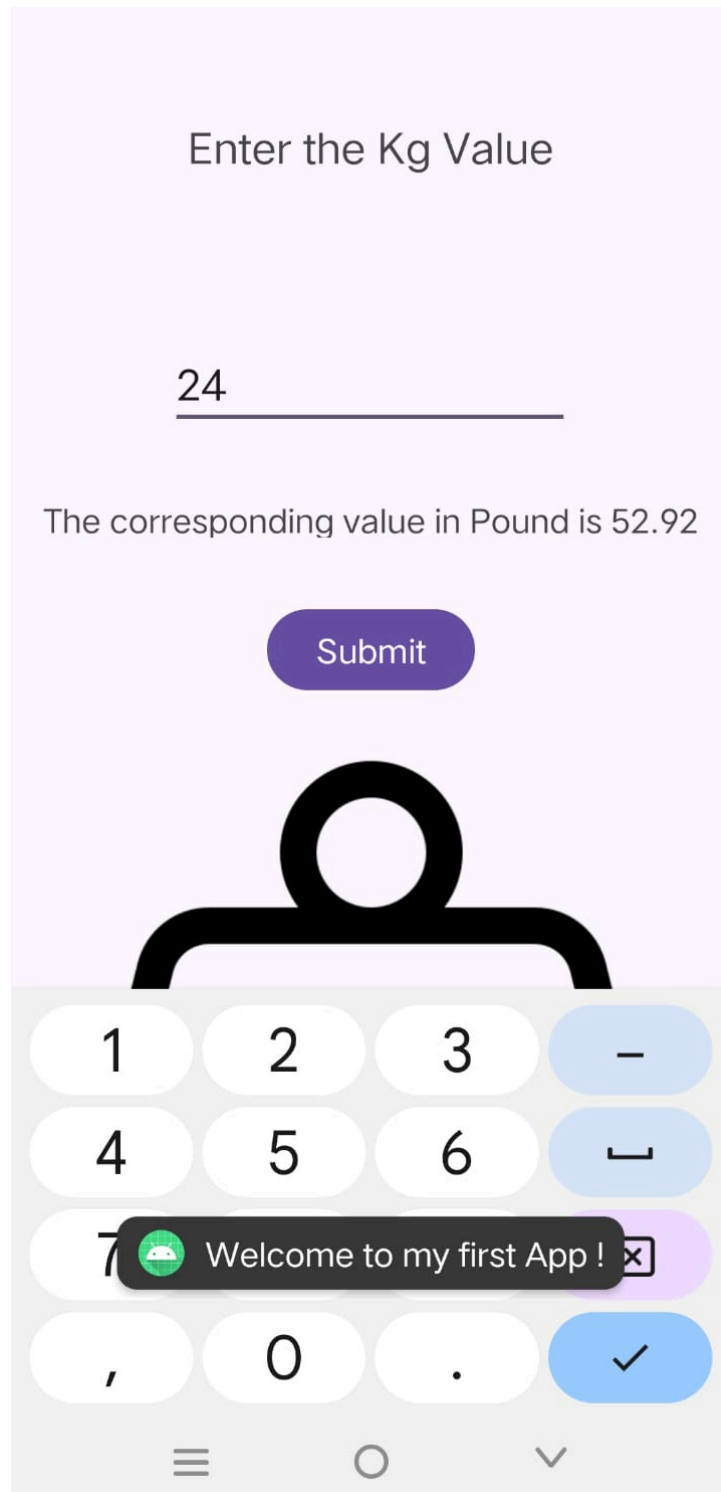 Enter the Kg Value
24
The corresponding value in Pound is 52.92
Submit
1 2 3 –
4 5 6
7
Welcome to my first App !
, 0 .